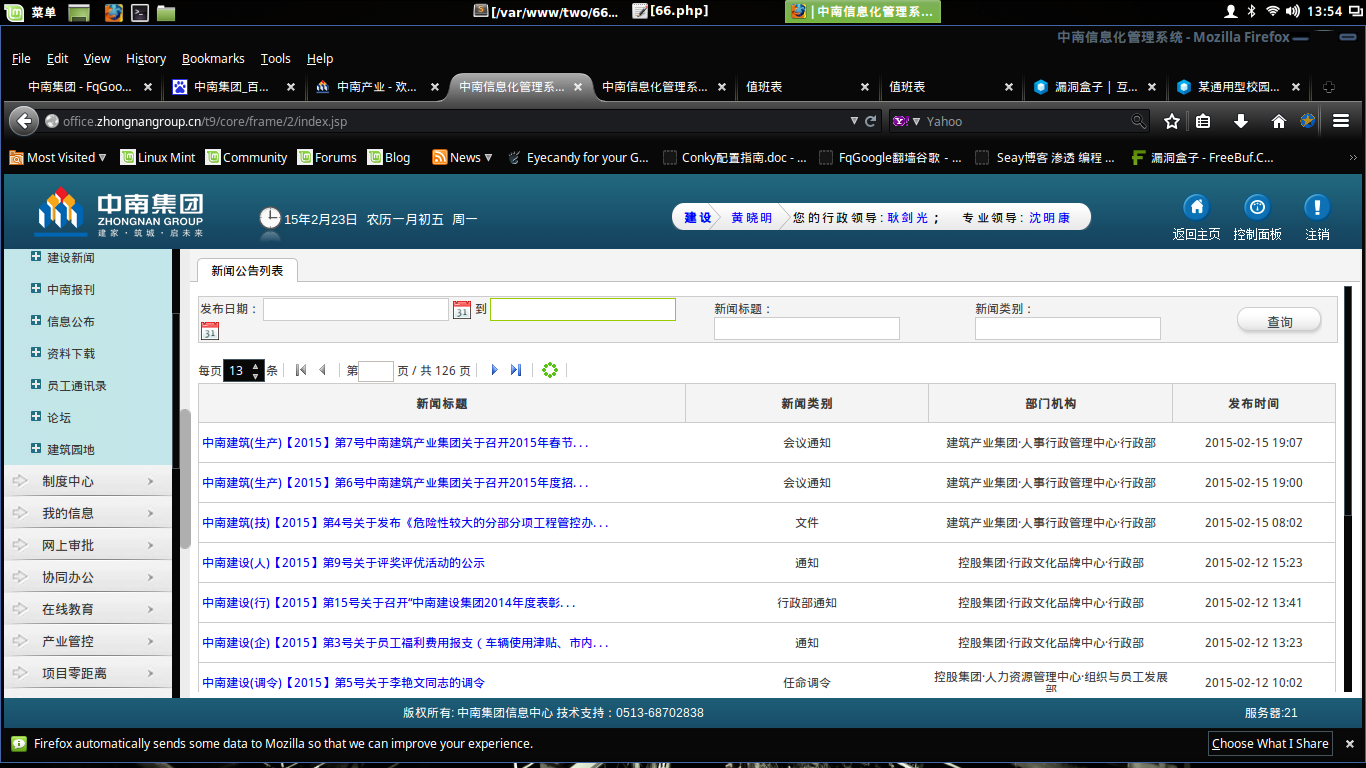 菜单
[/var/www/two/66...
[66.php]
| 中南信息化管理系...
13:54
中南信息化管理系统 - Mozilla Firefox
File Edit View History Bookmarks Tools Help
中南集团 - FqGoo...
中南集团_百...
中南产业 - 欢...
中南信息化管理系...
中南信息化管理系...
值班表
值班表
漏洞盒子 | 互...
某通用型校园...
office.zhongnangroup.cn/t9/core/frame/2/index.jsp
Yahoo
Most Visited
Linux Mint
Community
Forums
Blog
News
Eyecandy for your G...
Conky配置指南.doc - ...
FqGoogle翻墙谷歌 - ...
Seay博客 渗透 编程 ...
漏洞盒子 - FreeBuf.C...
中南集团
ZHONGNAN GROUP
建家·筑城·启未来
15年2月23日 农历一月初五 周一
建设 黄晓明 您的行政领导:耿剑光； 专业领导:沈明康
返回主页 控制面板 注销
建设新闻
中南报刊
信息公布
资料下载
员工通讯录
论坛
建筑园地
制度中心
我的信息
网上审批
协同办公
在线教育
产业管控
项目零距离
新闻公告列表
发布日期： 31 到 新闻标题： 新闻类别： 查询
31
每页 13 条 第 页 / 共 126 页
新闻标题 新闻类别 部门机构 发布时间
中南建筑(生产)【2015】第7号中南建筑产业集团关于召开2015年春节... 会议通知 建筑产业集团·人事行政管理中心·行政部 2015-02-15 19:07
中南建筑(生产)【2015】第6号中南建筑产业集团关于召开2015年度招... 会议通知 建筑产业集团·人事行政管理中心·行政部 2015-02-15 19:00
中南建筑(技)【2015】第4号关于发布《危险性较大的分部分项工程管控办... 文件 建筑产业集团·人事行政管理中心·行政部 2015-02-15 08:02
中南建设(人)【2015】第9号关于评奖评优活动的公示 通知 控股集团·行政文化品牌中心·行政部 2015-02-12 15:23
中南建设(行)【2015】第15号关于召开“中南建设集团2014年度表彰... 行政部通知 控股集团·行政文化品牌中心·行政部 2015-02-12 13:41
中南建设(企)【2015】第3号关于员工福利费用报支（车辆使用津贴、市内... 通知 控股集团·行政文化品牌中心·行政部 2015-02-12 13:23
中南建设(调令)【2015】第5号关于李艳文同志的调令 任命调令 控股集团·人力资源管理中心·组织与员工发展部 2015-02-12 10:02
版权所有: 中南集团信息中心 技术支持：0513-68702838
服务器:21
Firefox automatically sends some data to Mozilla so that we can improve your experience.
Choose What I Share